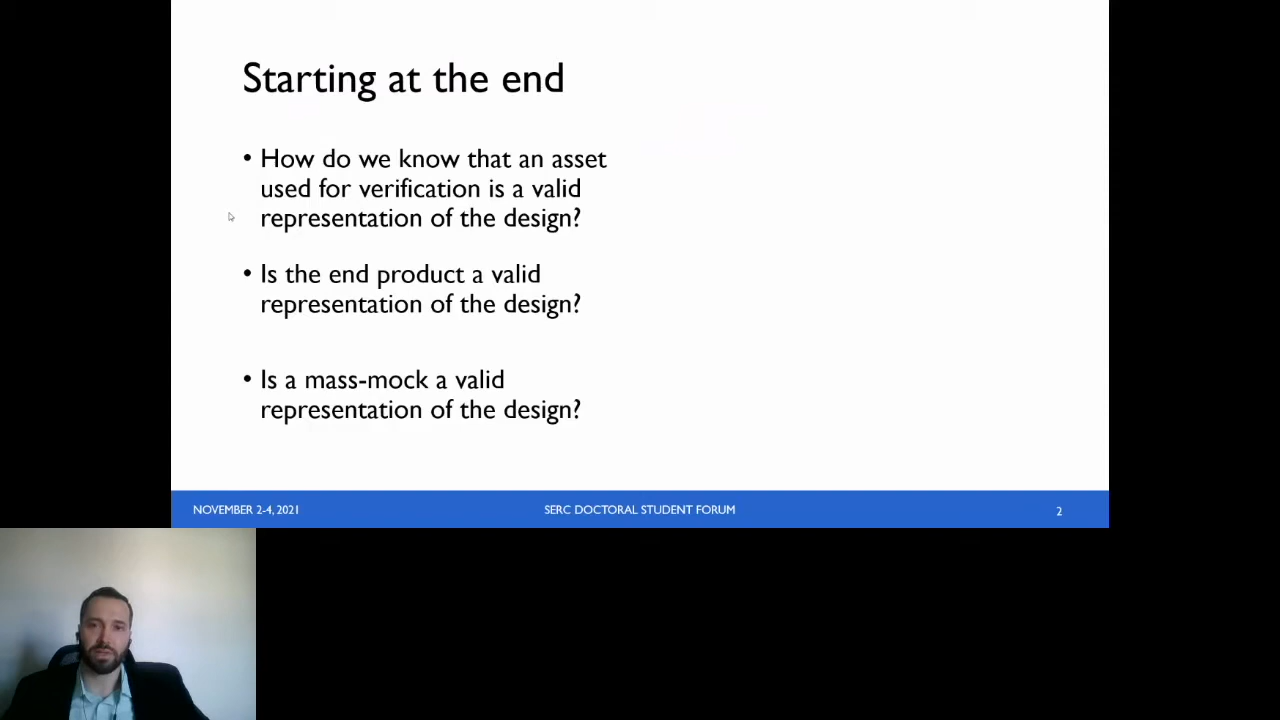 Starting at the end
• How do we know that an asset
used for verification is a valid
representation of the design?
• Is the end product a valid
representation of the design?
• Is a mass-mock a valid
representation of the design?
NOVEMBER 2-4, 2021
SERC DOCTORAL STUDENT FORUM
2